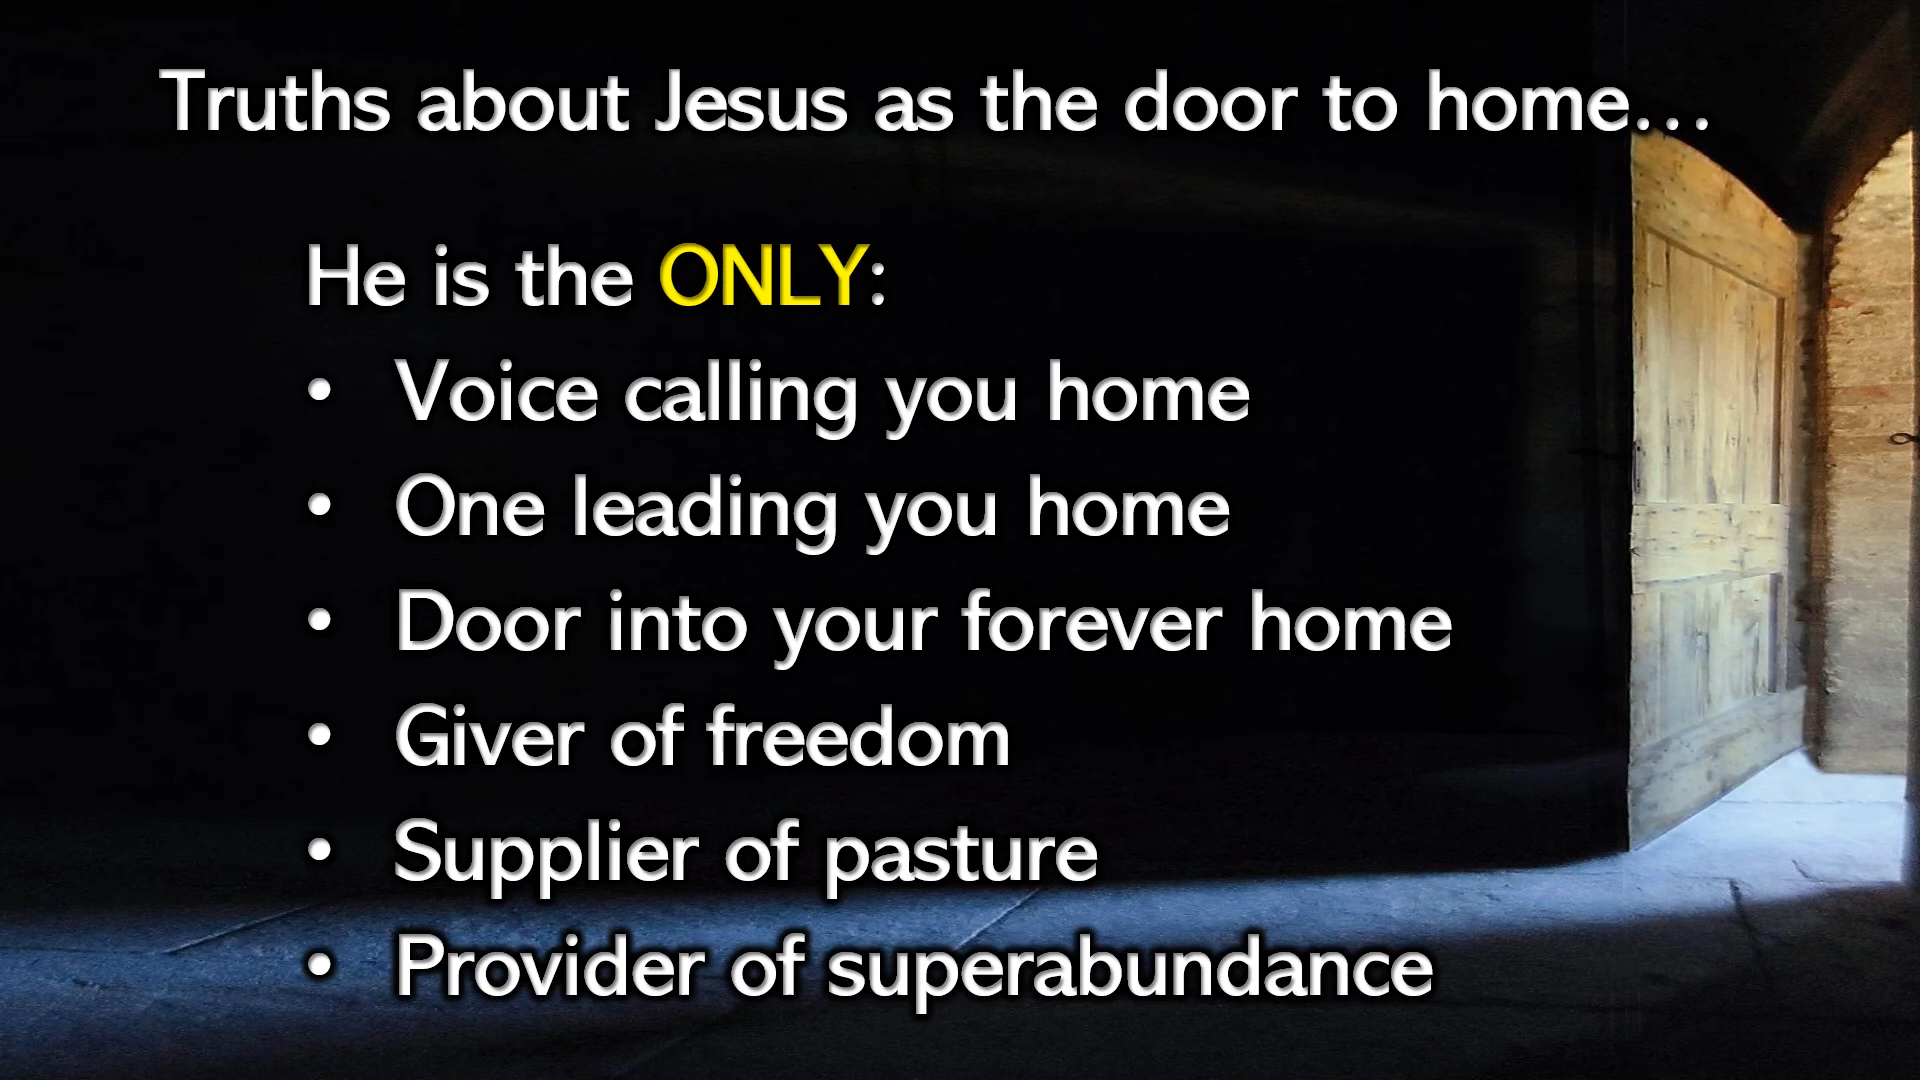 Truths about Jesus as the door to home…
He is the ONLY:
• Voice calling you home
• One leading you home
• Door into your forever home
• Giver of freedom
• Supplier of pasture
• Provider of superabundance